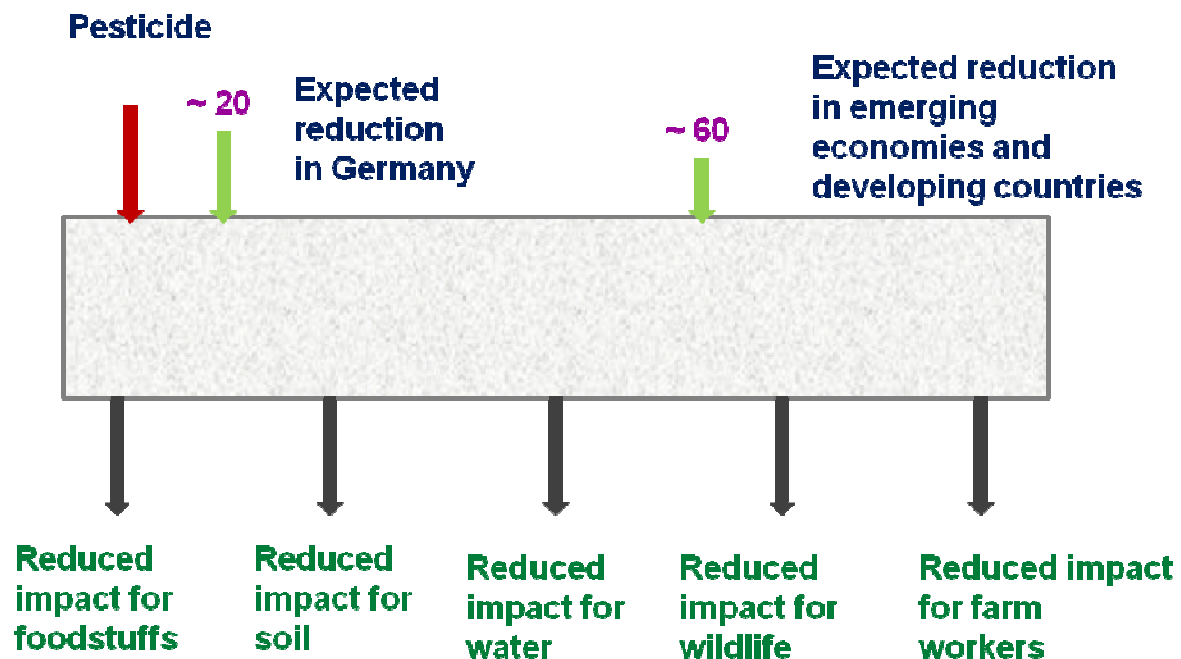 Pesticide
~ 20
Expected
reduction
in Germany
~ 60
Expected reduction
in emerging
economies and
developing countries
Reduced
impact for
foodstuffs
Reduced
impact for
soil
Reduced
impact for
water
Reduced
impact for
wildlife
Reduced impact
for farm
workers